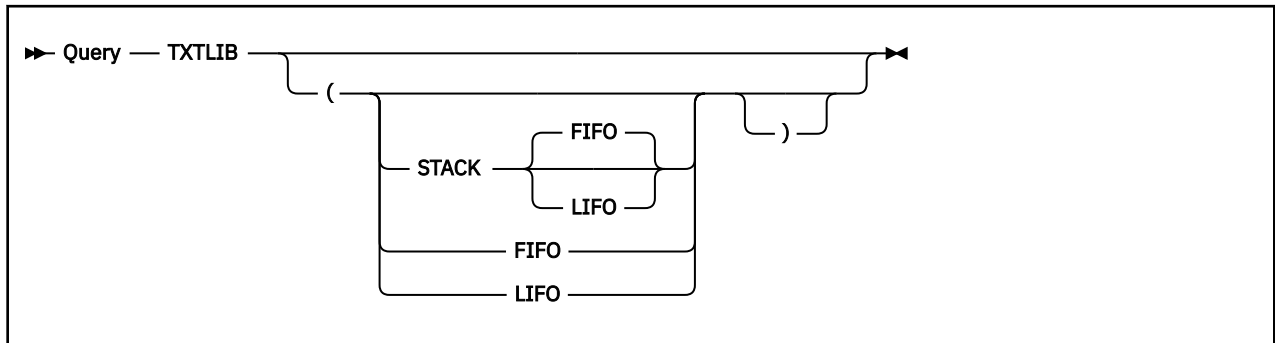 Query TXTLIB
(
FIFO
)
STACK
LIFO
FIFO
LIFO